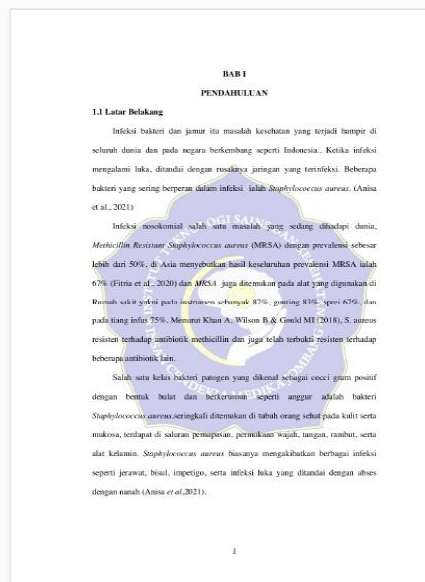 BAB I
PENDAHULUAN
1.1 Latar Belakang
Infeksi bakteri dan jamur itu masalah kesehatan yang terjadi hampir di
seluruh dunia dan pada negara berkembang seperti Indonesia.. Ketika infeksi
mengalami luka, ditandai dengan rusaknya jaringan yang terinfeksi. Beberapa
bakteri yang sering berperan dalam infeksi ialah Staphylococcus aureus. (Anisa
et al., 2021)
Infeksi nosokomial salah satu masalah yang sedang dihadapi dunia,
Methicillin Resistant Staphylococcus aureus (MRSA) dengan prevalensi sebesar
lebih dari 50%, di Asia menyebutkan hasil keseluruhan prevalensi MRSA ialah
67% (Fitria et al., 2020) dan MRSA juga ditemukan pada alat yang digunakan di
Rumah sakit yakni pada instrumen sebanyak 87%, gunting 83%, sprei 67%, dan
pada tiang infus 75%. Menurut Khan A, Wilson B & Gould MI (2018), S. aureus
resisten terhadap antibiotik methicillin dan juga telah terbukti resisten terhadap
beberapa antibiotik lain.
Salah satu kelas bakteri patogen yang dikenal sebagai cocci gram positif
dengan bentuk bulat dan berkerumun seperti anggur adalah bakteri
Staphylococcus aureus.seringkali ditemukan di tubuh orang sehat pada kulit serta
mukosa, terdapat di saluran pernapasan, permukaan wajah, tangan, rambut, serta
alat kelamin. Staphylococcus aureus biasanya mengakibatkan berbagai infeksi
seperti jerawat, bisul, impetigo, serta infeksi luka yang ditandai dengan abses
dengan nanah (Anisa et al,2021).
1